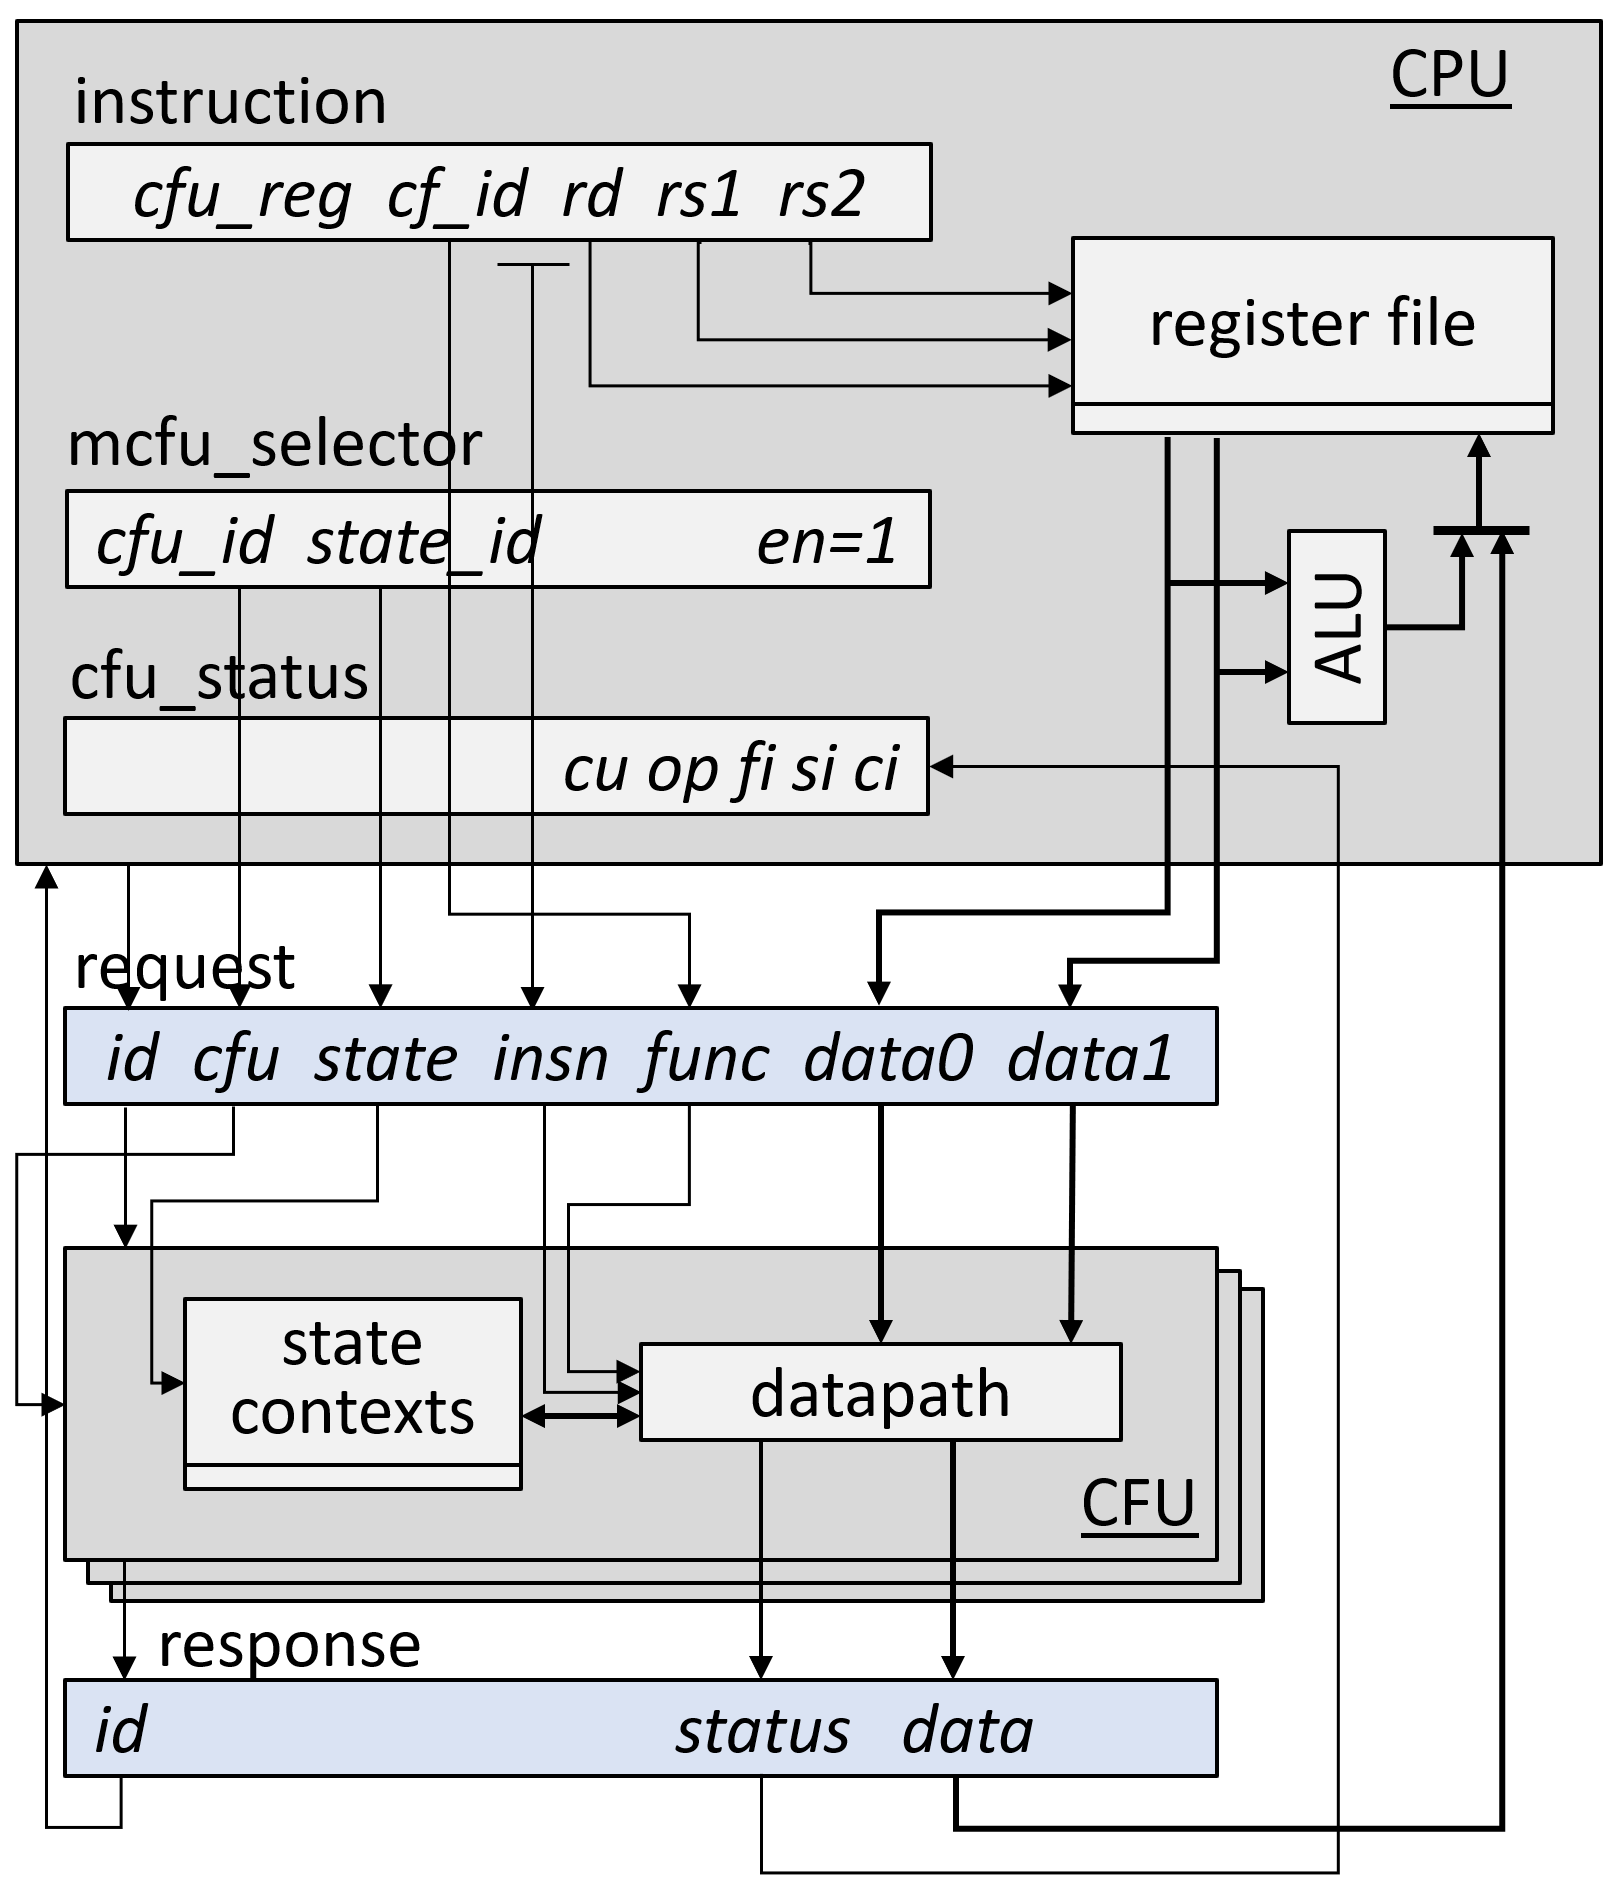 CPU
instruction
cfu_reg cf_id rd rs1 rs2
register file
mcfu_selector
cfu_id state_id en=1
ALU
cfu_status
cu op fi si ci
request
id cfu state insn func data0 data1
state
contexts
datapath
CFU
response
id status data